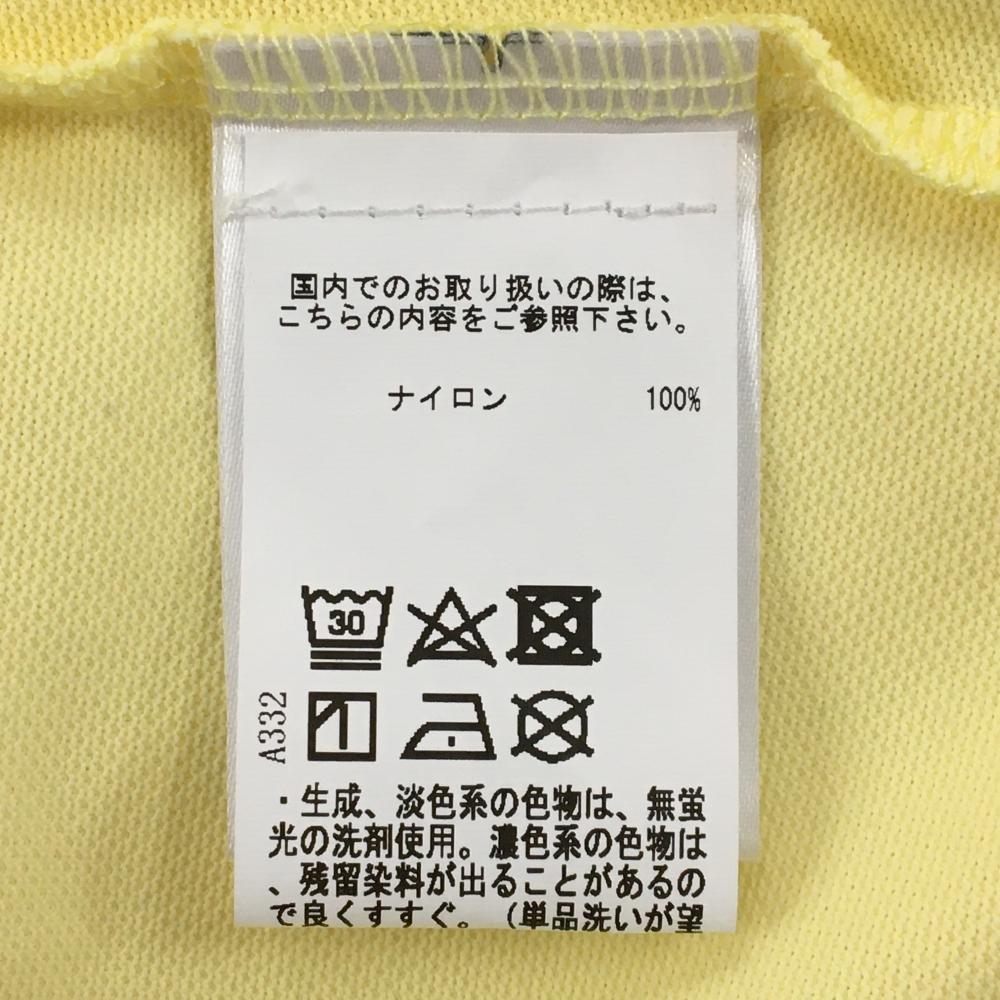 国内でのお取り扱いの際は、
こちらの内容をご参照下さい。
ナイロン 100%
30
A332
・生成、淡色系の色物は、無蛍
光の洗剤使用。濃色系の色物は
、残留染料が出ることがあるの
で良くすすぐ。（単品洗いが望